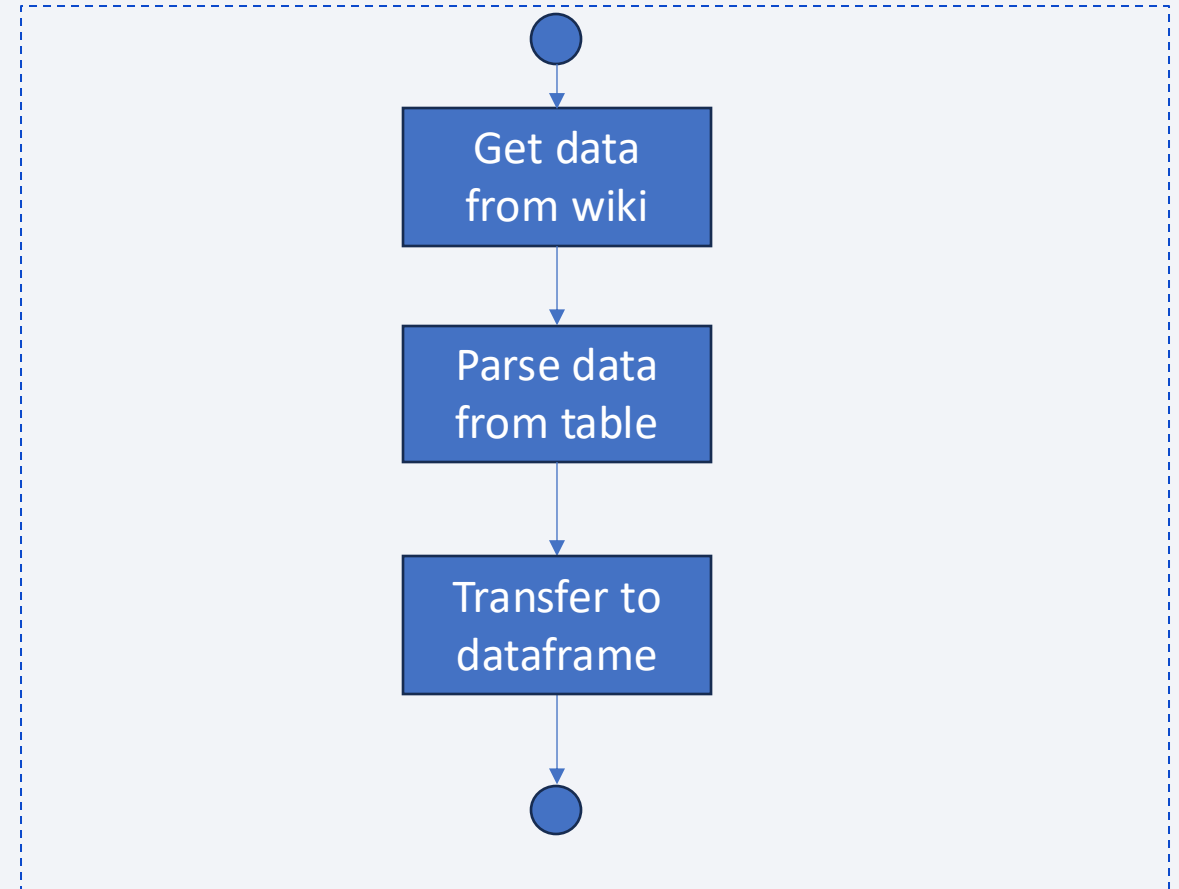 Get data
from wiki
Parse data
from table
Transfer to
dataframe